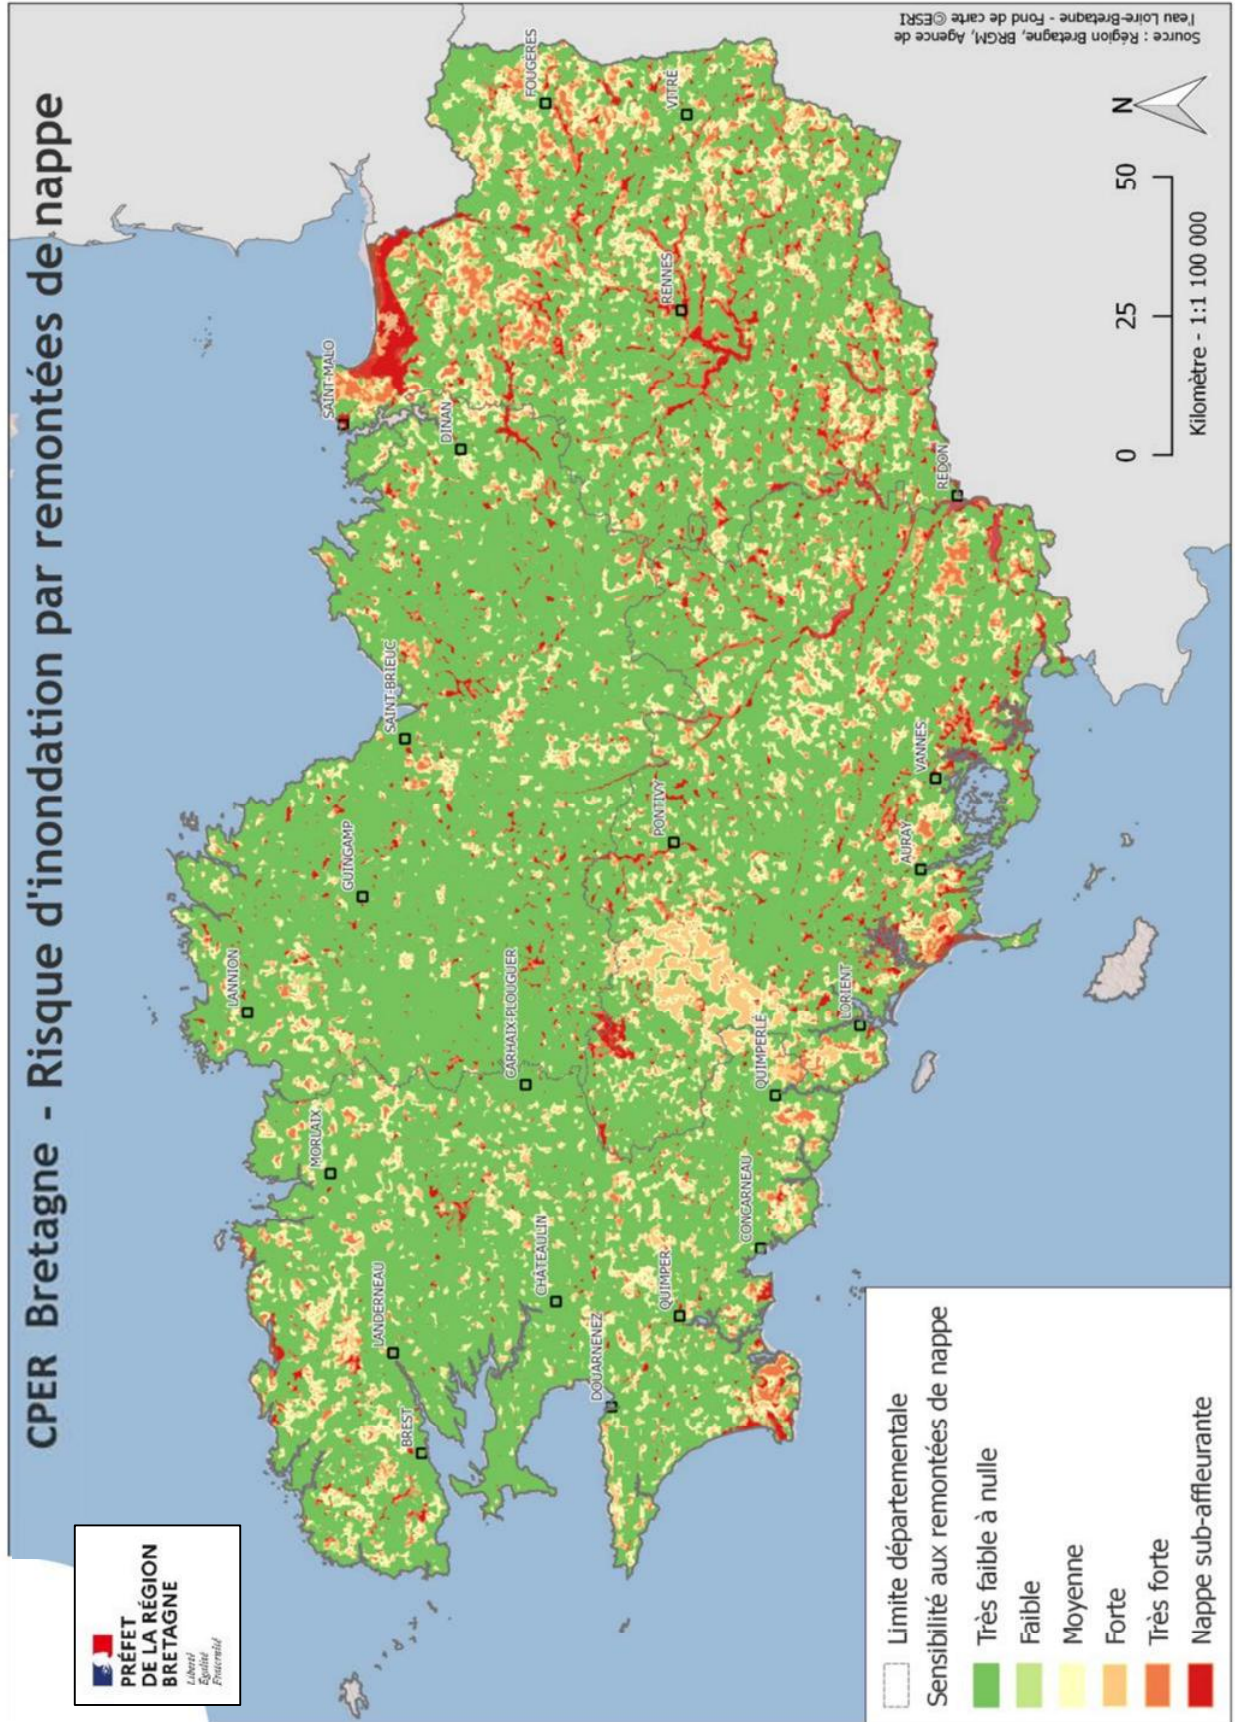 CPER Bretagne - Risque d'inondation par remontées de nappe
PRÉFET
DE LA RÉGION
BRETAGNE
Liberté
Égalité
Fraternité
LANNION
MORLAIX
GUINGAMP
SAINT-MALO
SAINT-BRIEUC
DINAN
FOUGERES
LANDERNEAU
BREST
CARHAIX-PLOUGUER
CHÂTEAULIN
DOUARNENEZ
PONTIVY
RENNES
VITRÉ
QUIMPER
CONCARNEAU
QUIMPERLÉ
LORIENT
AURAY
VANNES
REDON
Limite départementale
Sensibilité aux remontées de nappe
Très faible à nulle
Faible
Moyenne
Forte
Très forte
Nappe sub-affleurante
0 25 50
Kilomètre - 1:1 100 000
N
Source : Région Bretagne, BRGM, Agence de
l'eau Loire-Bretagne - Fond de carte ©ESRI